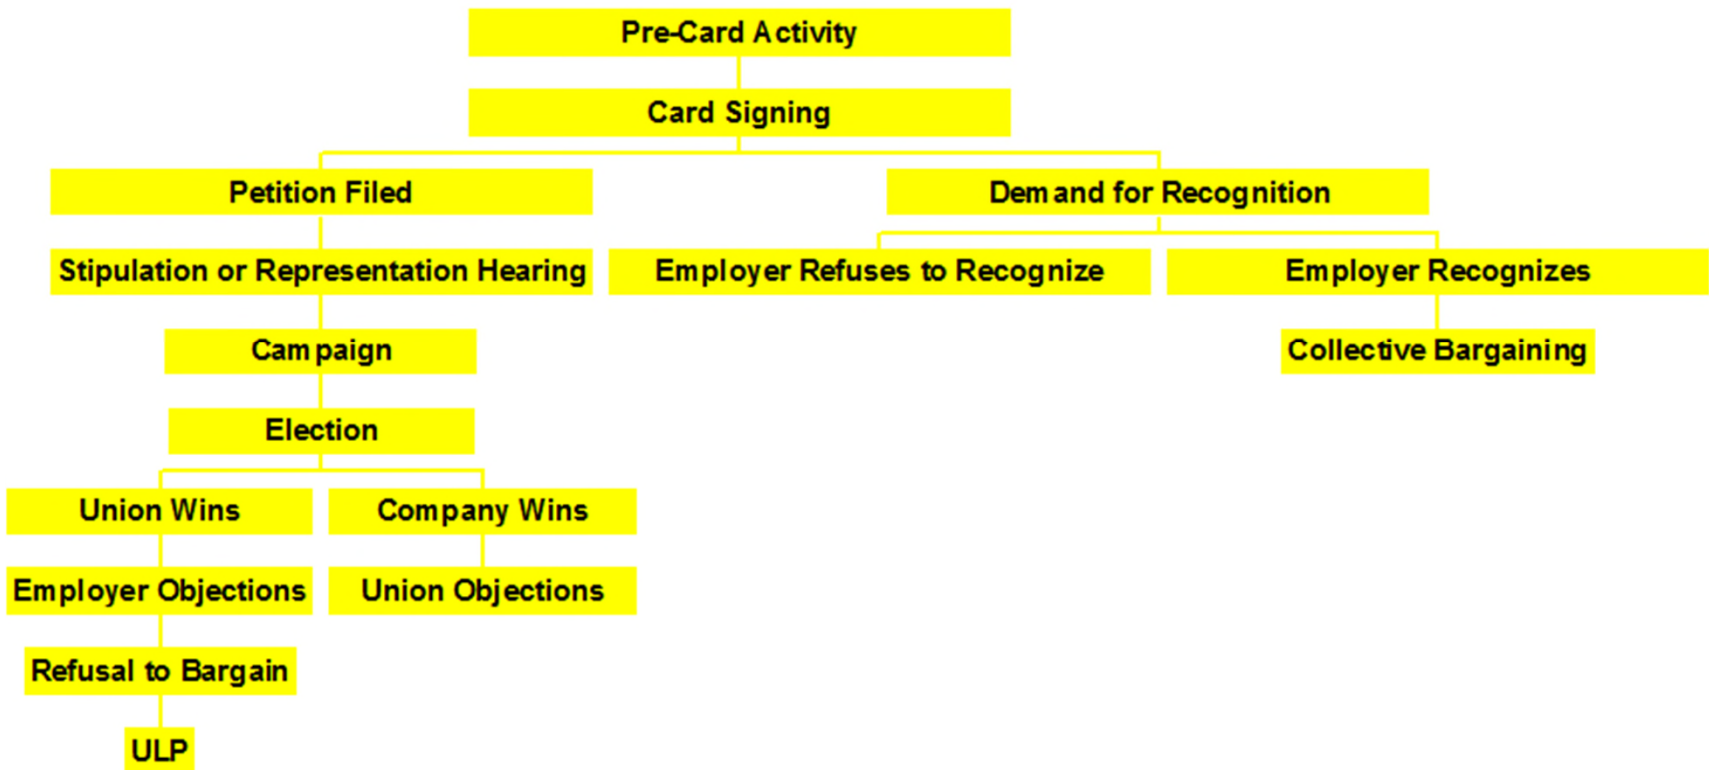 Pre-Card Activity
Card Signing
Petition Filed
Demand for Recognition
Stipulation or Representation Hearing
Employer Refuses to Recognize
Employer Recognizes
Campaign
Collective Bargaining
Election
Union Wins
Company Wins
Employer Objections
Union Objections
Refusal to Bargain
ULP